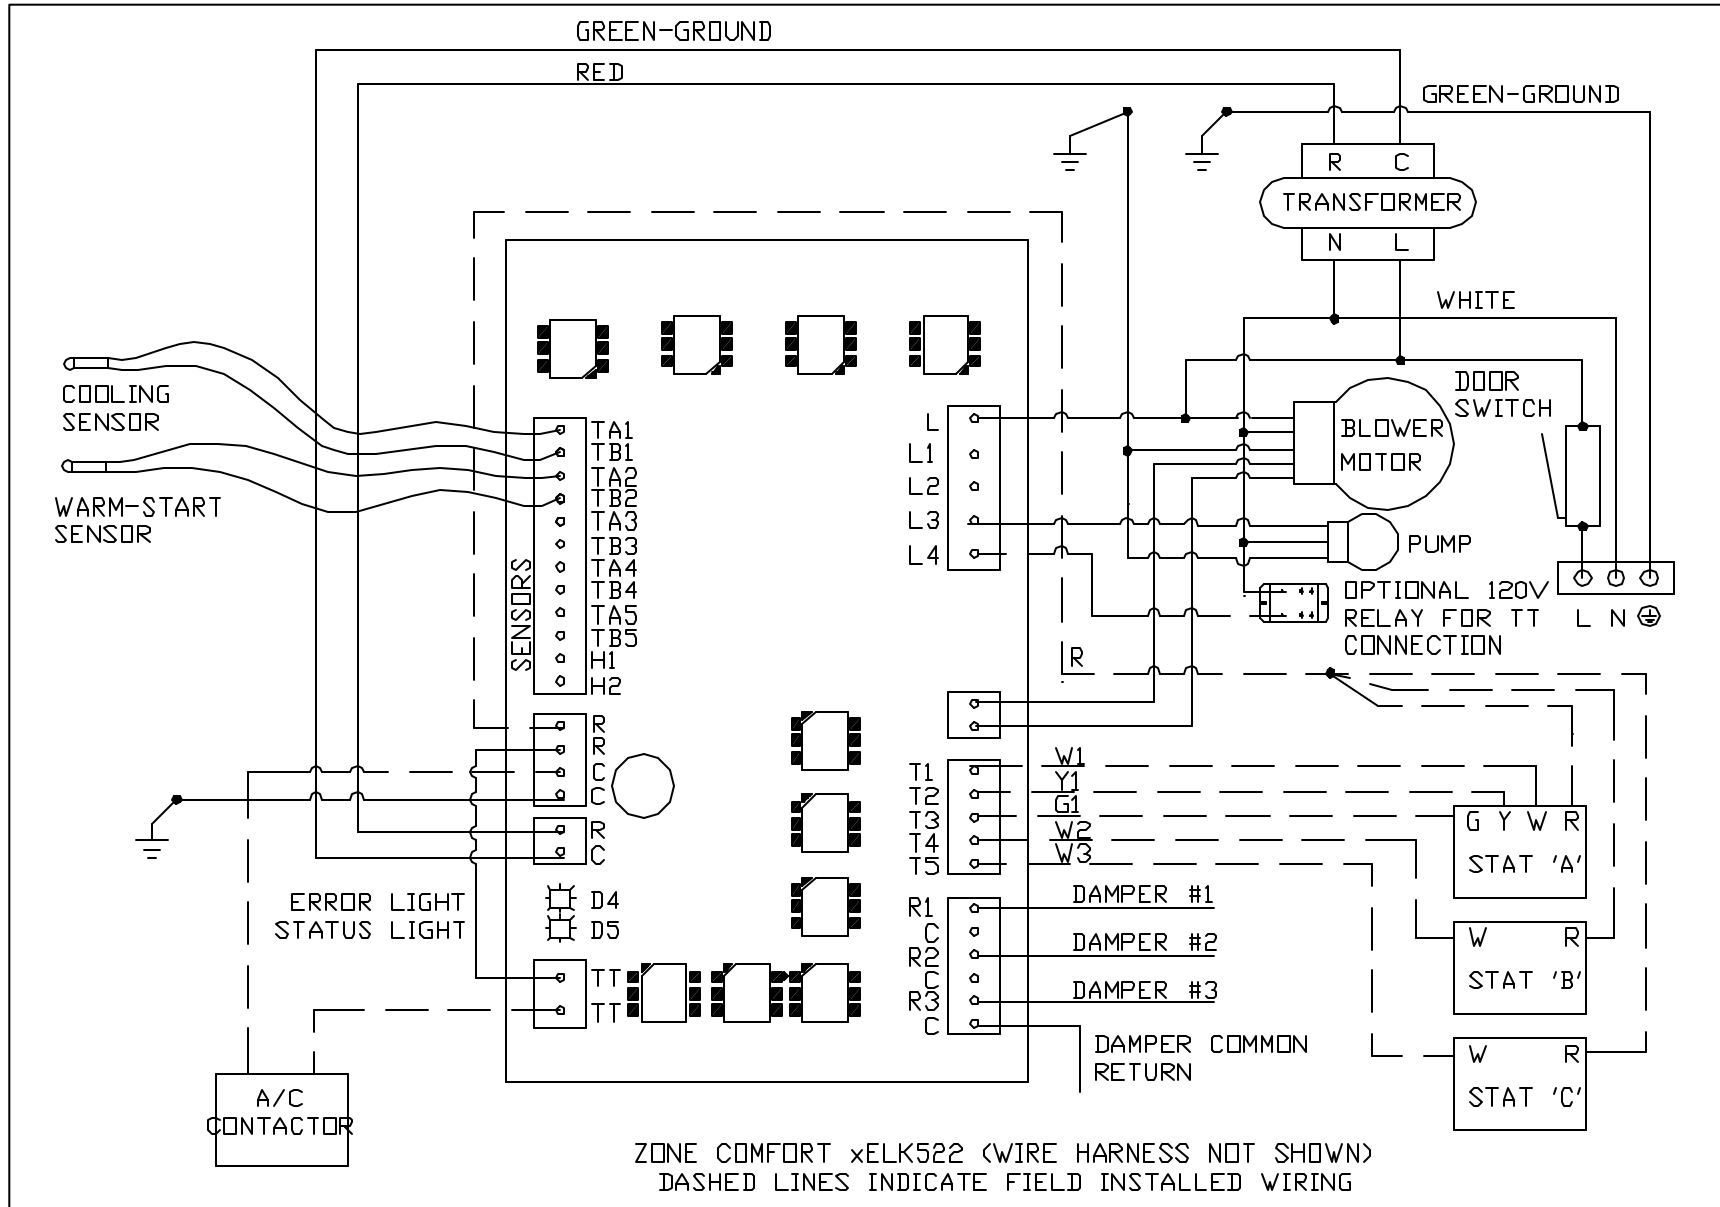 GREEN-GROUND
RED
GREEN-GROUND
R C
TRANSFORMER
N L
WHITE
COOLING
SENSOR
WARM-START
SENSOR
SENSORS
TA1
TB1
TA2
TB2
TA3
TB3
TA4
TB4
TA5
TB5
H1
H2
L
L1
L2
L3
L4
BLOWER
MOTOR
DOOR
SWITCH
PUMP
OPTIONAL 120V
RELAY FOR TT
CONNECTION
L N
R
R
R
C
C
R
C
ERROR LIGHT
STATUS LIGHT
D4
D5
TT
TT
T1
T2
T3
T4
T5
W1
Y1
G1
W2
W3
R1
C
R2
C
R3
C
DAMPER #1
DAMPER #2
DAMPER #3
DAMPER COMMON
RETURN
G Y W R
STAT 'A'
W R
STAT 'B'
W R
STAT 'C'
A/C
CONTACTOR
ZONE COMFORT xELK522 (WIRE HARNESS NOT SHOWN)
DASHED LINES INDICATE FIELD INSTALLED WIRING